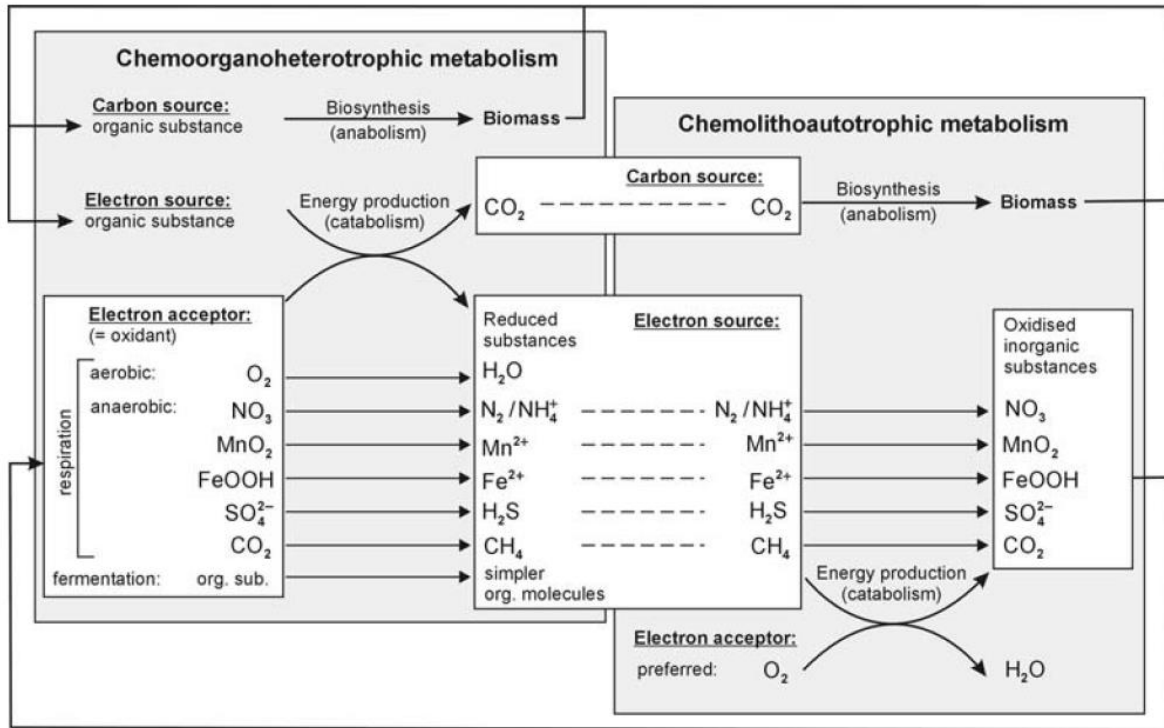 Chemoorganoheterotrophic metabolism
Carbon source:
organic substance
Biosynthesis
(anabolism)
Biomass
Electron source:
organic substance
Energy production
(catabolism)
Chemolithoautotrophic metabolism
Carbon source:
CO₂ CO₂
Biosynthesis
(anabolism)
Biomass
Electron acceptor:
(= oxidant)
respiration
aerobic: O₂
anaerobic: NO₃
MnO₂
FeOOH
SO₄²⁻
CO₂
fermentation: org. sub.
Reduced
substances
H₂O
N₂ / NH₄⁺
Mn²⁺
Fe²⁺
H₂S
CH₄
simpler
org. molecules
Electron source:
N₂ / NH₄⁺
Mn²⁺
Fe²⁺
H₂S
CH₄
Oxidised
inorganic
substances
NO₃
MnO₂
FeOOH
SO₄²⁻
CO₂
Energy production
(catabolism)
Electron acceptor:
preferred: O₂
H₂O